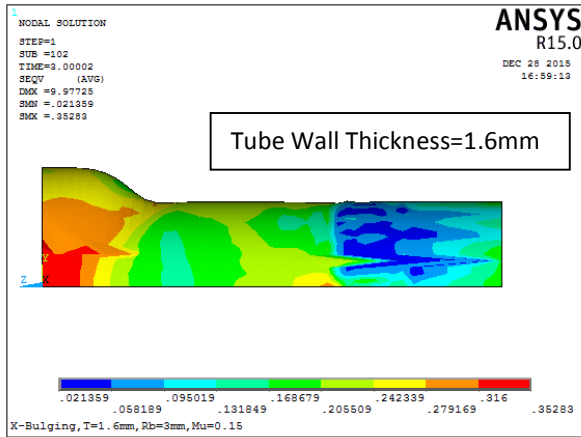 1
NODAL SOLUTION
STEP=1
SUB =102
TIME=3.00002
SEQV     (AVG)
DMX =9.97725
SMN =.021359
SMX =.35283
ANSYS
R15.0
DEC 28 2015
16:59:13
Tube Wall Thickness=1.6mm
Y
Z X
.021359 .095019 .168679 .242339 .316
.058189 .131849 .205509 .279169 .35283
X-Bulging,T=1.6mm,Rb=3mm,Mu=0.15